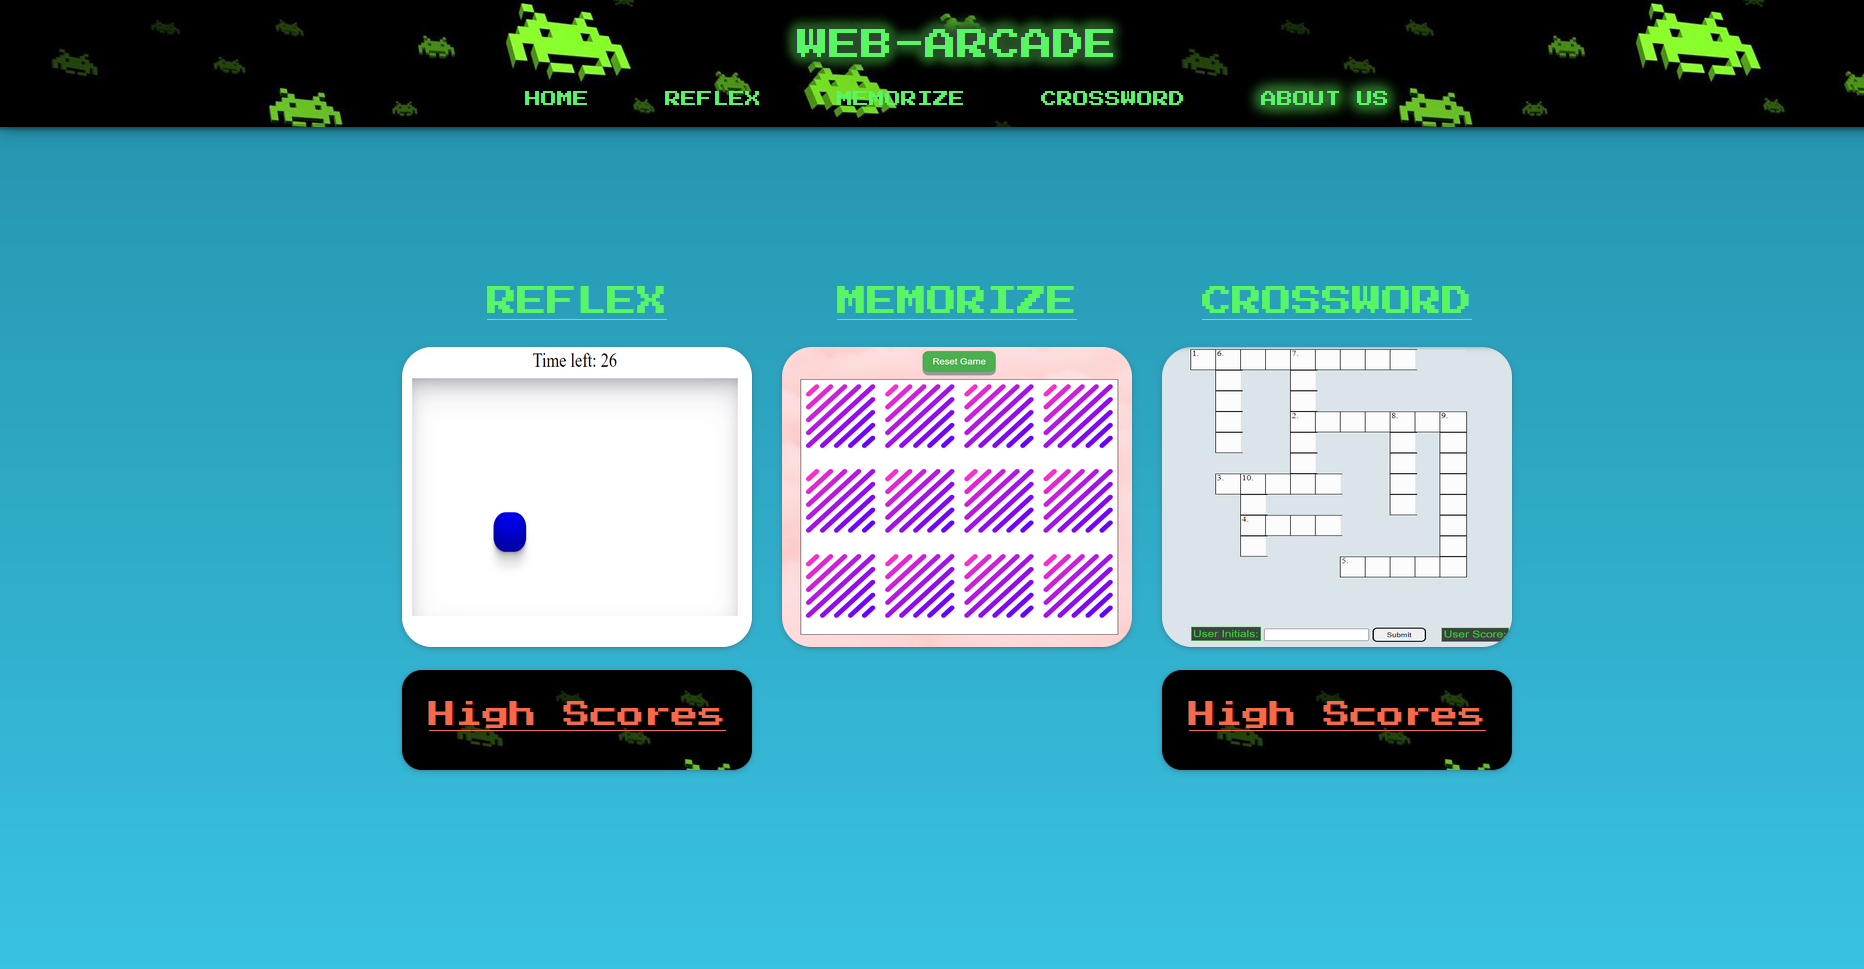 WEB-ARCADE
HOME REFLEX MEMORIZE CROSSWORD ABOUT US
REFLEX MEMORIZE CROSSWORD
Time left: 26
Reset Game
1. 6. 7.
2. 8. 9.
3. 10.
4.
5.
User Initials: Submit User Score:
High Scores High Scores